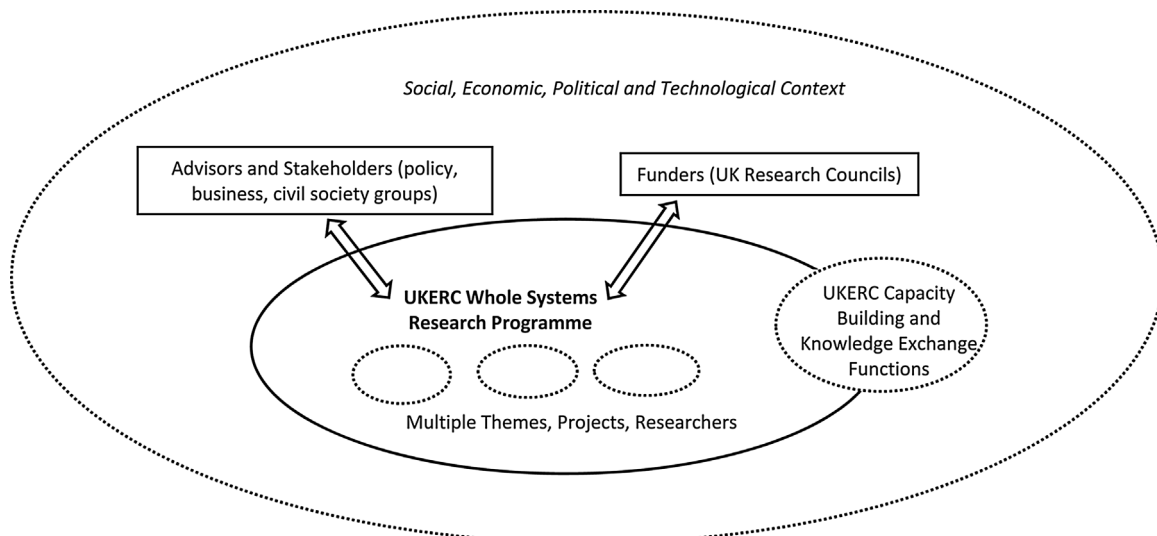 Social, Economic, Political and Technological Context
Advisors and Stakeholders (policy,
business, civil society groups)
Funders (UK Research Councils)
UKERC Whole Systems
Research Programme
UKERC Capacity
Building and
Knowledge Exchange
Functions
Multiple Themes, Projects, Researchers